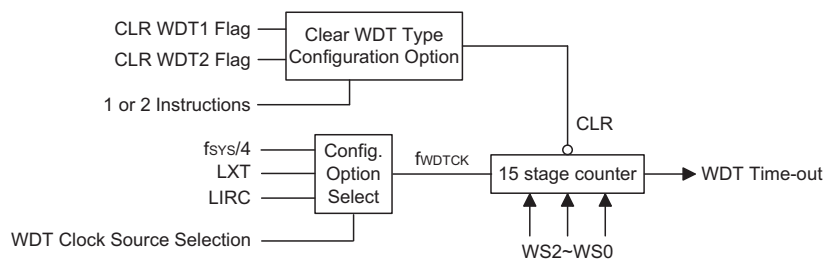 CLR WDT1 Flag
CLR WDT2 Flag
1 or 2 Instructions
Clear WDT Type
Configuration Option
CLR
fSYS/4
LXT
LIRC
WDT Clock Source Selection
Config.
Option
Select
fWDTCK
15 stage counter
WDT Time-out
WS2~WS0